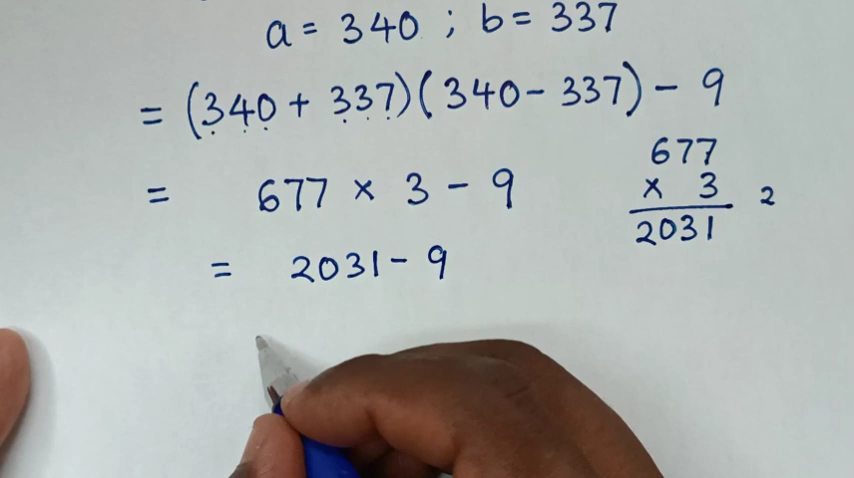 a = 340 ; b = 337
= (340 + 337)(340 - 337) - 9
= 677 × 3 - 9
= 2031 - 9
677
× 3 2
2031